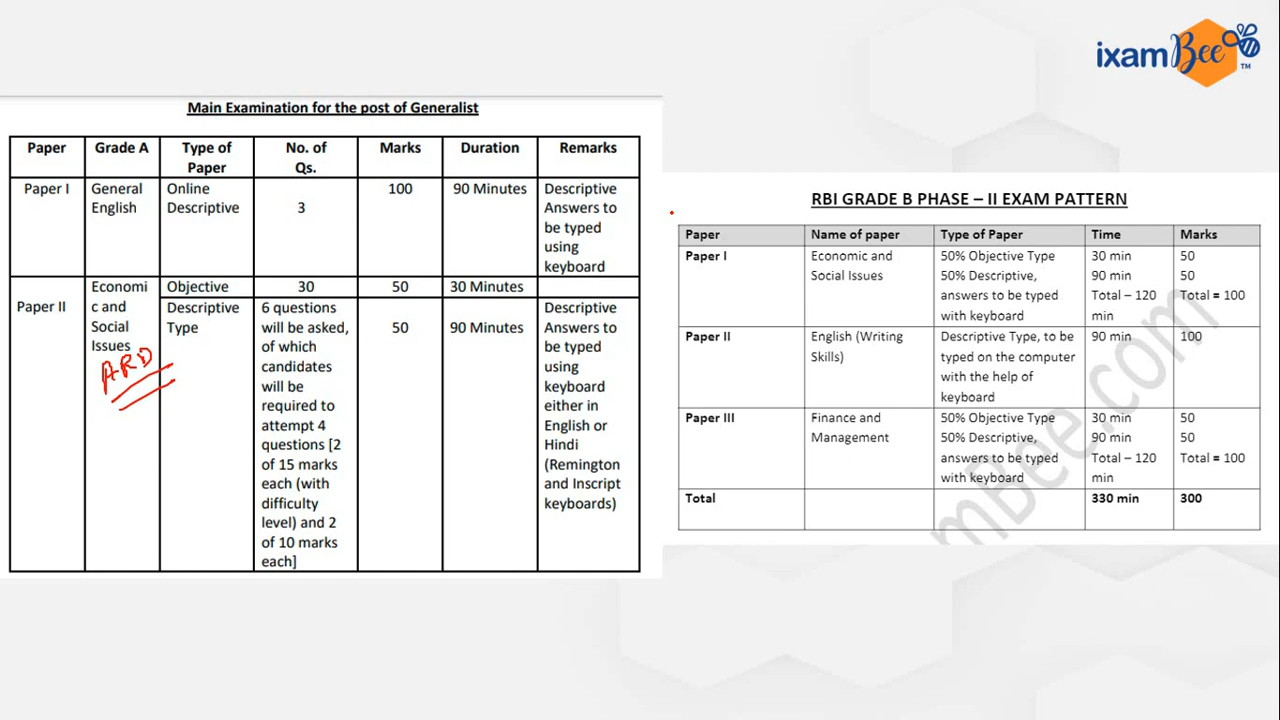 ixamBee
TM
Main Examination for the post of Generalist
Paper Grade A Type of No. of Marks Duration Remarks
Paper Qs.
Paper I General Online 100 90 Minutes Descriptive
English Descriptive 3 Answers to
be typed
using
keyboard
Economi Objective 30 50 30 Minutes
Paper II c and Descriptive 6 questions Descriptive
Social Type will be asked, 50 90 Minutes Answers to
Issues of which be typed
ARD candidates using
will be keyboard
required to either in
attempt 4 English or
questions [2 Hindi
of 15 marks (Remington
each (with and Inscript
difficulty keyboards)
level) and 2
of 10 marks
each]
RBI GRADE B PHASE – II EXAM PATTERN
Paper Name of paper Type of Paper Time Marks
Paper I Economic and 50% Objective Type 30 min 50
Social Issues 50% Descriptive, 90 min 50
answers to be typed Total – 120 Total = 100
with keyboard min
Paper II English (Writing Descriptive Type, to be 90 min 100
Skills) typed on the computer
with the help of
keyboard
Paper III Finance and 50% Objective Type 30 min 50
Management 50% Descriptive, 90 min 50
answers to be typed Total – 120 Total = 100
with keyboard min
Total 330 min 300
mBee.com